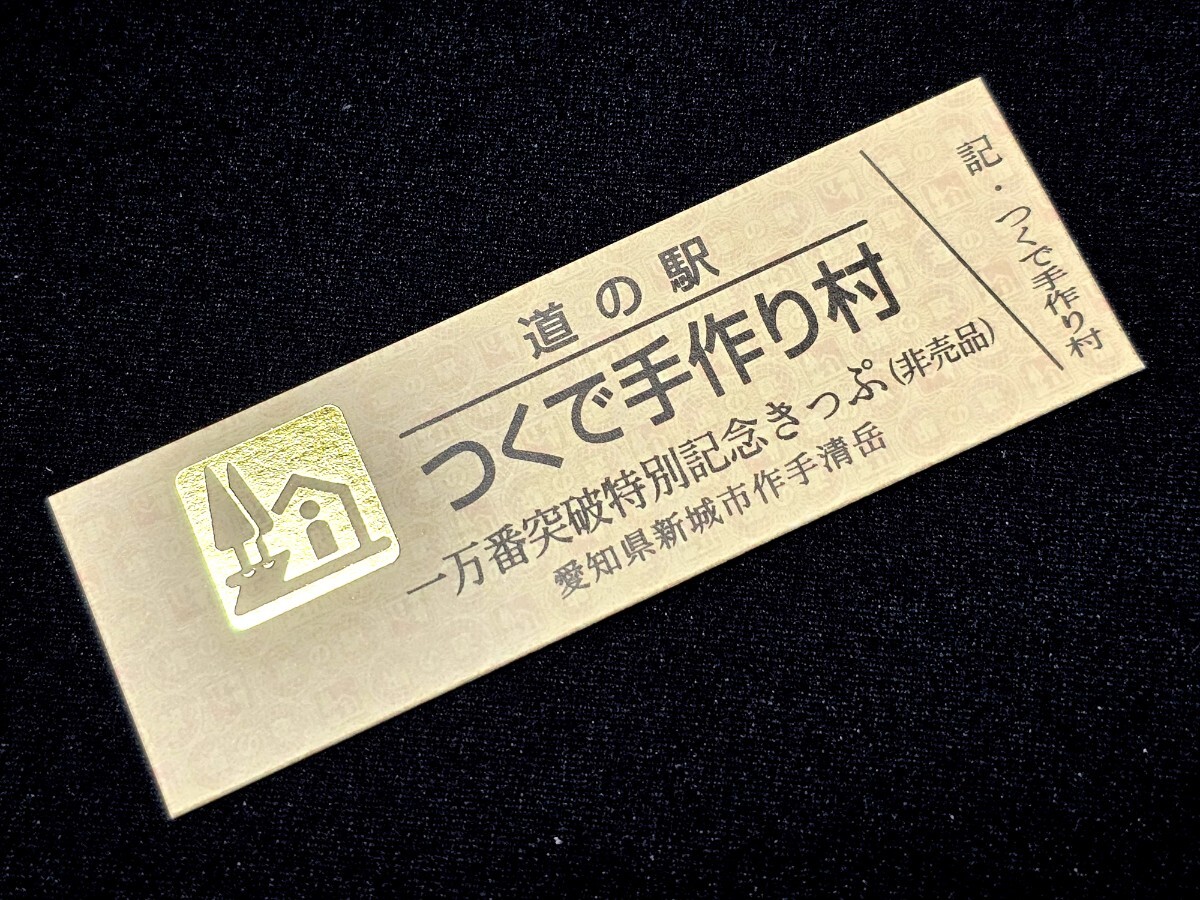 道の駅
つくで手作り村
一万番突破特別記念きっぷ(非売品)
愛知県新城市作手清岳
記・つくで手作り村